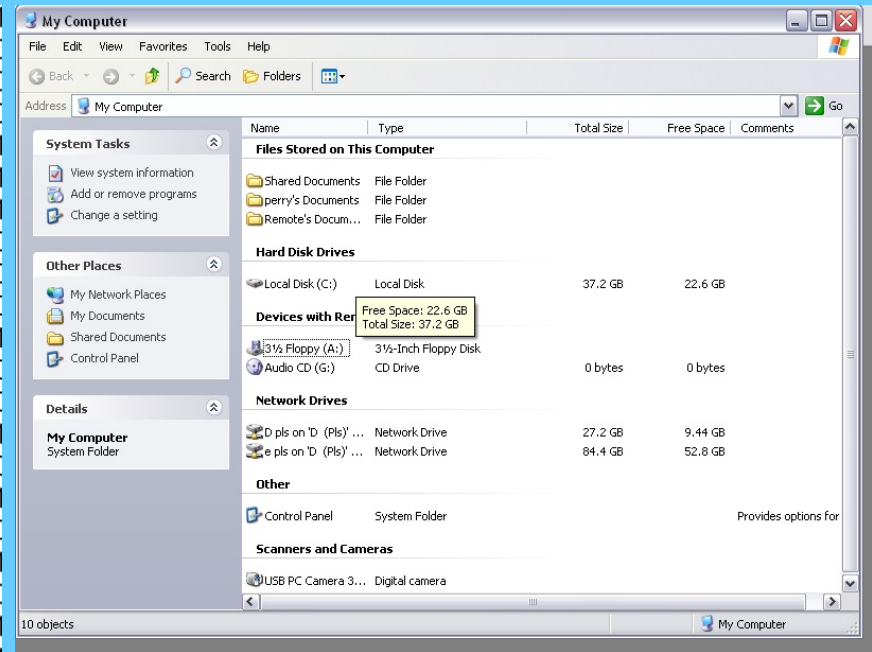 My Computer
File Edit View Favorites Tools Help
Back Search Folders
Address My Computer Go
Name Type Total Size Free Space Comments
System Tasks
View system information
Add or remove programs
Change a setting
Other Places
My Network Places
My Documents
Shared Documents
Control Panel
Details
My Computer
System Folder
Files Stored on This Computer
Shared Documents File Folder
perry's Documents File Folder
Remote's Docum... File Folder
Hard Disk Drives
Local Disk (C:) Local Disk 37.2 GB 22.6 GB
Free Space: 22.6 GB
Total Size: 37.2 GB
Devices with
3½ Floppy (A:) 3½-Inch Floppy Disk
Audio CD (G:) CD Drive 0 bytes 0 bytes
Network Drives
D pls on 'D (Pls)' ... Network Drive 27.2 GB 9.44 GB
e pls on 'D (Pls)' ... Network Drive 84.4 GB 52.8 GB
Other
Control Panel System Folder Provides options for
Scanners and Cameras
USB PC Camera 3... Digital camera
10 objects My Computer